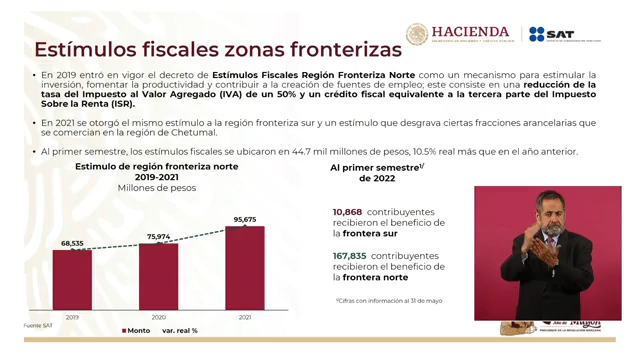 HACIENDA
SAT
Estímulos fiscales zonas fronterizas
• En 2019 entró en vigor el decreto de Estímulos Fiscales Región Fronteriza Norte como un mecanismo para estimular la
inversión, fomentar la productividad y contribuir a la creación de fuentes de empleo; este consiste en una reducción de la
tasa del Impuesto al Valor Agregado (IVA) de un 50% y un crédito fiscal equivalente a la tercera parte del Impuesto
Sobre la Renta (ISR).
• En 2021 se otorgó el mismo estímulo a la región fronteriza sur y un estímulo que desgrava ciertas fracciones arancelarias que
se comercian en la región de Chetumal.
• Al primer semestre, los estímulos fiscales se ubicaron en 44.7 mil millones de pesos, 10.5% real más que en el año anterior.
Estimulo de región fronteriza norte
2019-2021
Millones de pesos
68,535
75,974
95,675
2019
2020
2021
Fuente SAT
Monto
var. real %
Al primer semestre1/
de 2022
10,868 contribuyentes
recibieron el beneficio de
la frontera sur
167,835 contribuyentes
recibieron el beneficio de
la frontera norte
1/Cifras con información al 31 de mayo